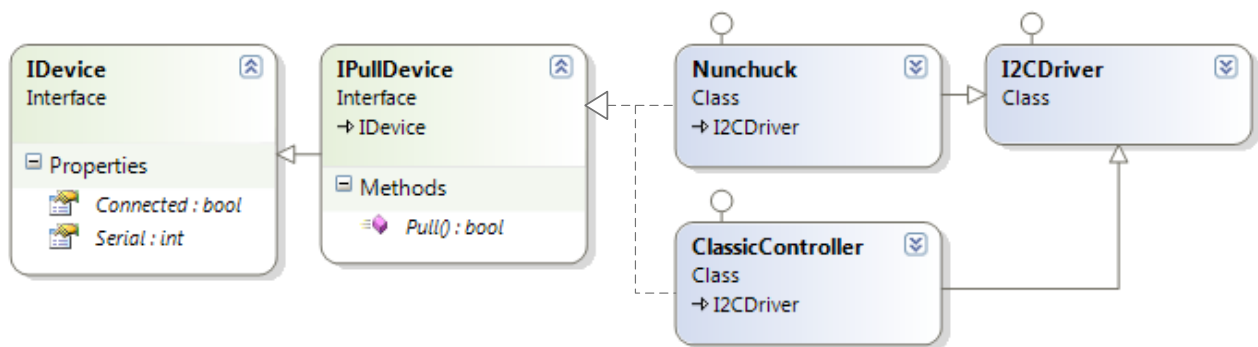 IDevice
Interface
Properties
Connected : bool
Serial : int
IPullDevice
Interface
IDevice
Methods
Pull() : bool
Nunchuck
Class
I2CDriver
ClassicController
Class
I2CDriver
I2CDriver
Class